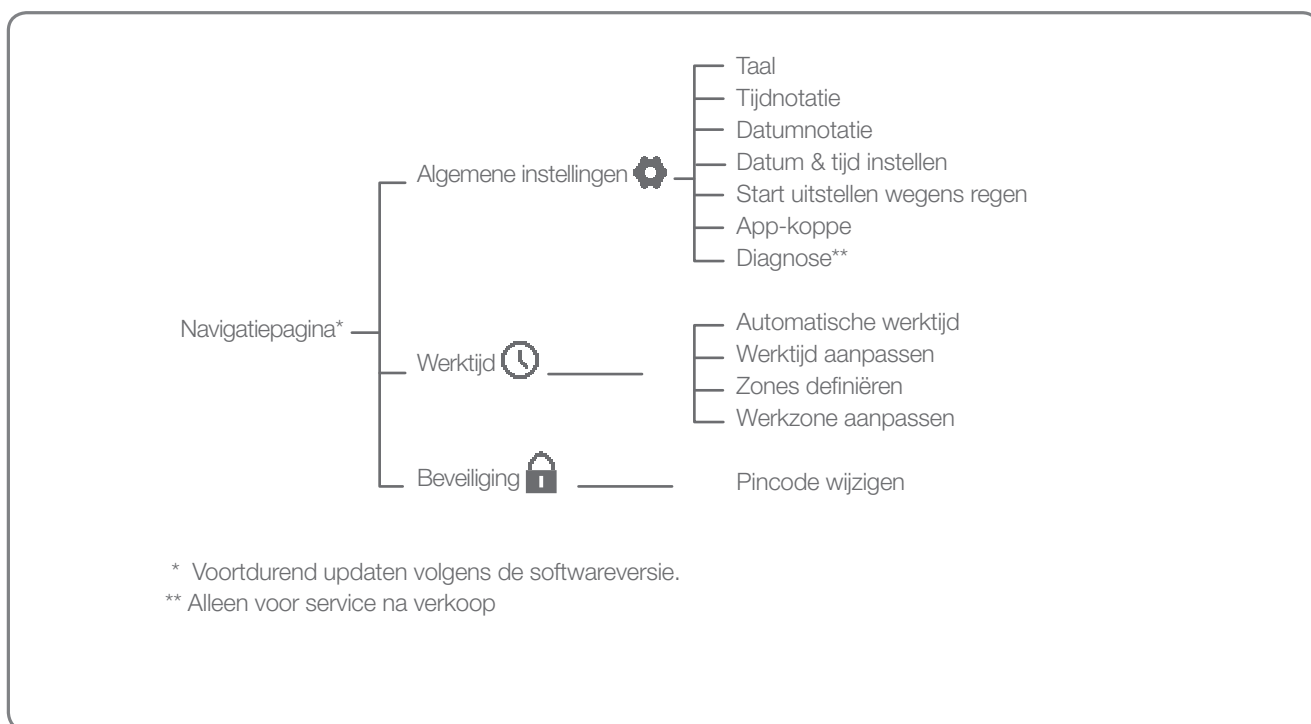 Taal
Tijdnotatie
Datumnotatie
Datum & tijd instellen
Start uitstellen wegens regen
App-koppe
Diagnose**
Algemene instellingen
Navigatiepagina*
Automatische werktijd
Werktijd aanpassen
Zones definiëren
Werkzone aanpassen
Werktijd
Beveiliging
Pincode wijzigen
* Voortdurend updaten volgens de softwareversie.
** Alleen voor service na verkoop